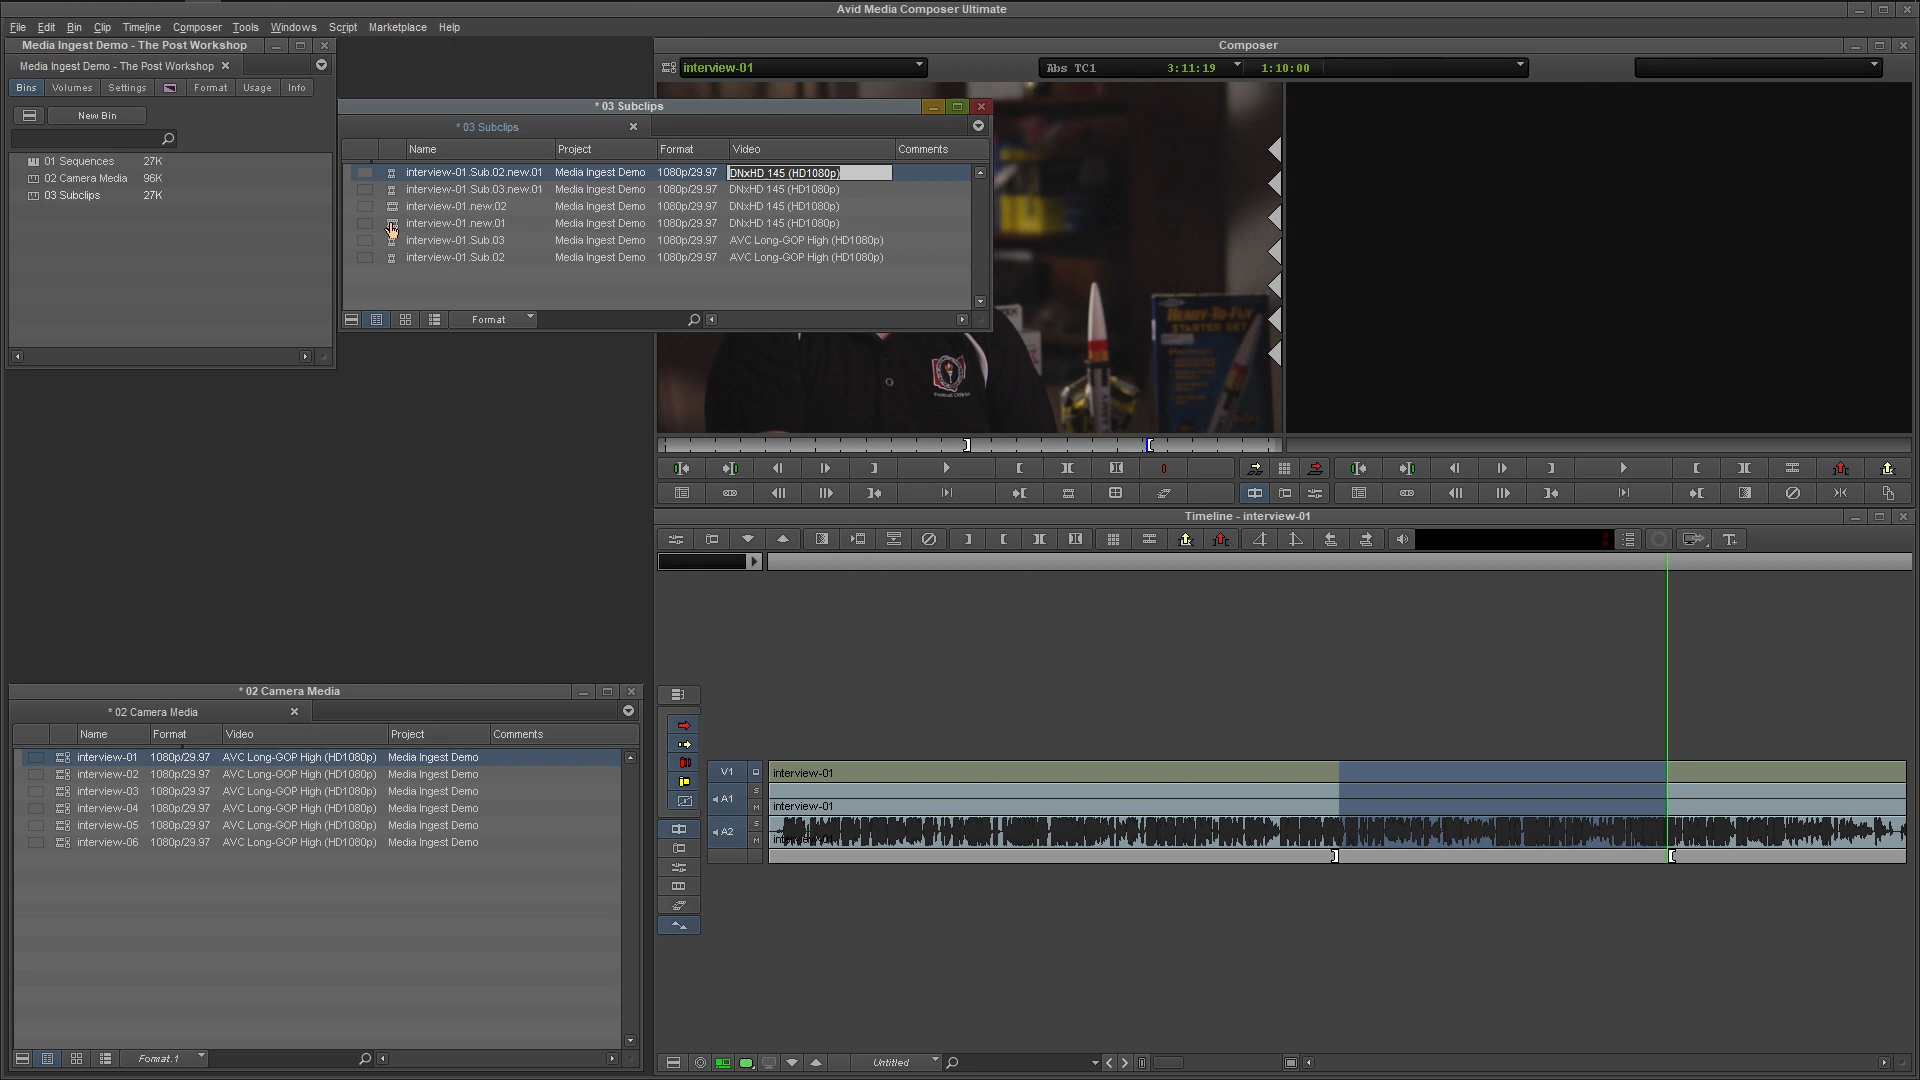 Avid Media Composer Ultimate
File Edit Bin Clip Timeline Composer Tools Windows Script Marketplace Help
Media Ingest Demo - The Post Workshop
Media Ingest Demo - The Post Workshop
Bins Volumes Settings Format Usage Info
New Bin
01 Sequences 27K
02 Camera Media 96K
03 Subclips 27K
* 03 Subclips
* 03 Subclips
Name Project Format Video Comments
interview-01.Sub.02.new.01 Media Ingest Demo 1080p/29.97 DNxHD 145 (HD1080p)
interview-01.Sub.03.new.01 Media Ingest Demo 1080p/29.97 DNxHD 145 (HD1080p)
interview-01.new.02 Media Ingest Demo 1080p/29.97 DNxHD 145 (HD1080p)
interview-01.new.01 Media Ingest Demo 1080p/29.97 DNxHD 145 (HD1080p)
interview-01.Sub.03 Media Ingest Demo 1080p/29.97 AVC Long-GOP High (HD1080p)
interview-01.Sub.02 Media Ingest Demo 1080p/29.97 AVC Long-GOP High (HD1080p)
Format
Composer
interview-01 Abs TC1 3:11:19 1:10:00
READY-TO-FLY
STARTER SET
Timeline - interview-01
V1 interview-01
A1 interview-01
A2 interview-01
S
M
S
M
Untitled
* 02 Camera Media
* 02 Camera Media
Name Format Video Project Comments
interview-01 1080p/29.97 AVC Long-GOP High (HD1080p) Media Ingest Demo
interview-02 1080p/29.97 AVC Long-GOP High (HD1080p) Media Ingest Demo
interview-03 1080p/29.97 AVC Long-GOP High (HD1080p) Media Ingest Demo
interview-04 1080p/29.97 AVC Long-GOP High (HD1080p) Media Ingest Demo
interview-05 1080p/29.97 AVC Long-GOP High (HD1080p) Media Ingest Demo
interview-06 1080p/29.97 AVC Long-GOP High (HD1080p) Media Ingest Demo
Format.1